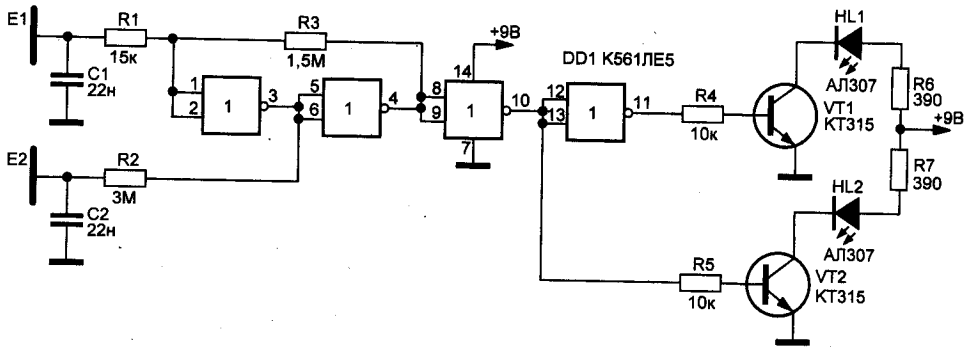 E1
R1
15к
C1
22н
R3
1,5М
1
2
1
3
5
6
1
4
+9В
14
8
9
1
10
7
DD1 К561ЛЕ5
12
13
1
11
R4
10к
HL1
АЛ307
VT1
КТ315
R6
390
+9В
R7
390
E2
R2
3М
C2
22н
R5
10к
HL2
АЛ307
VT2
КТ315